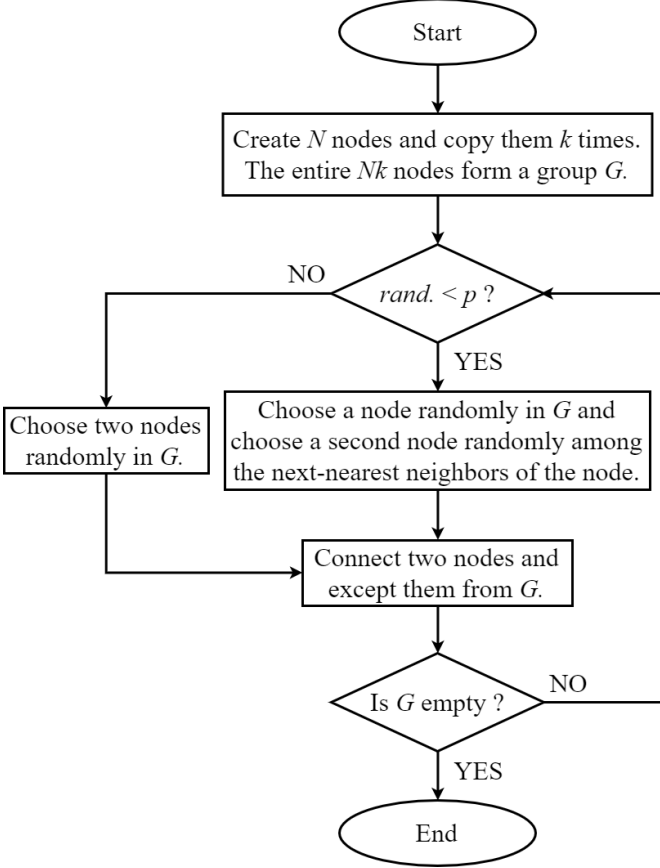 Start
Create N nodes and copy them k times.
The entire Nk nodes form a group G.
NO
rand. < p ?
YES
Choose two nodes
randomly in G.
Choose a node randomly in G and
choose a second node randomly among
the next-nearest neighbors of the node.
Connect two nodes and
except them from G.
Is G empty ?
NO
YES
End